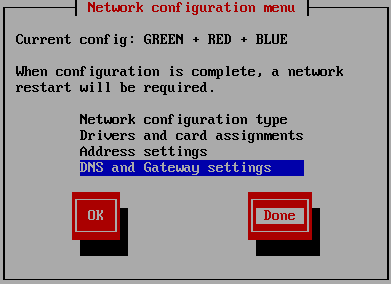 Network configuration menu
Current config: GREEN + RED + BLUE
When configuration is complete, a network
restart will be required.
Network configuration type
Drivers and card assignments
Address settings
DNS and Gateway settings
OK Done